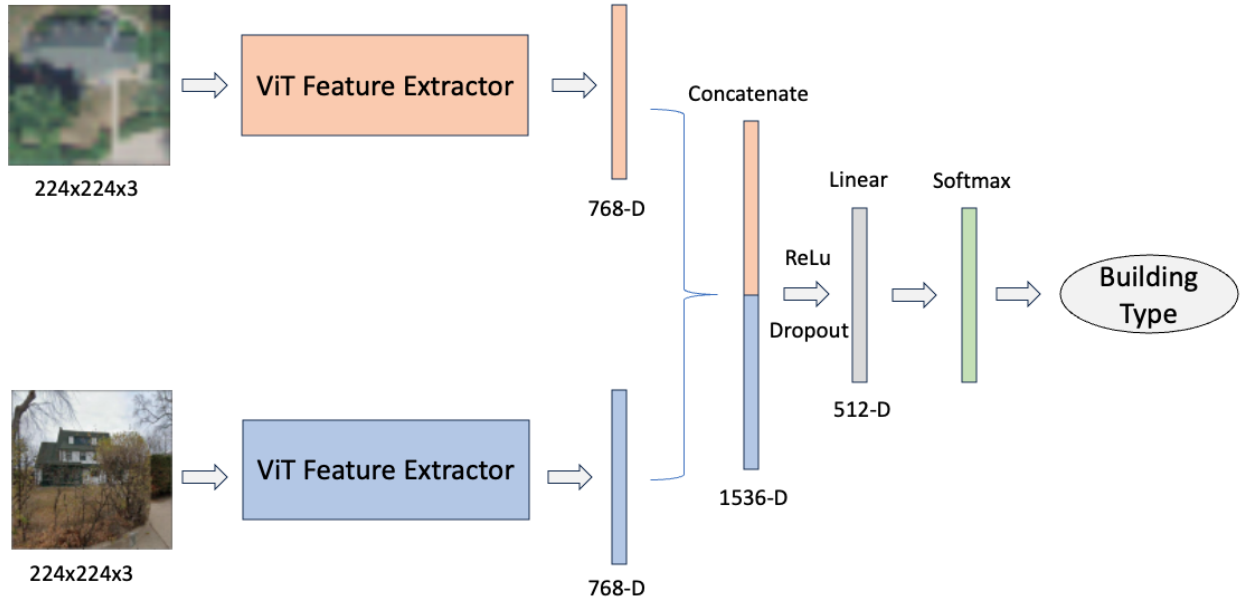 ViT Feature Extractor
224x224x3
768-D
Concatenate
Linear
Softmax
ReLu
Dropout
Building
Type
512-D
1536-D
ViT Feature Extractor
224x224x3
768-D